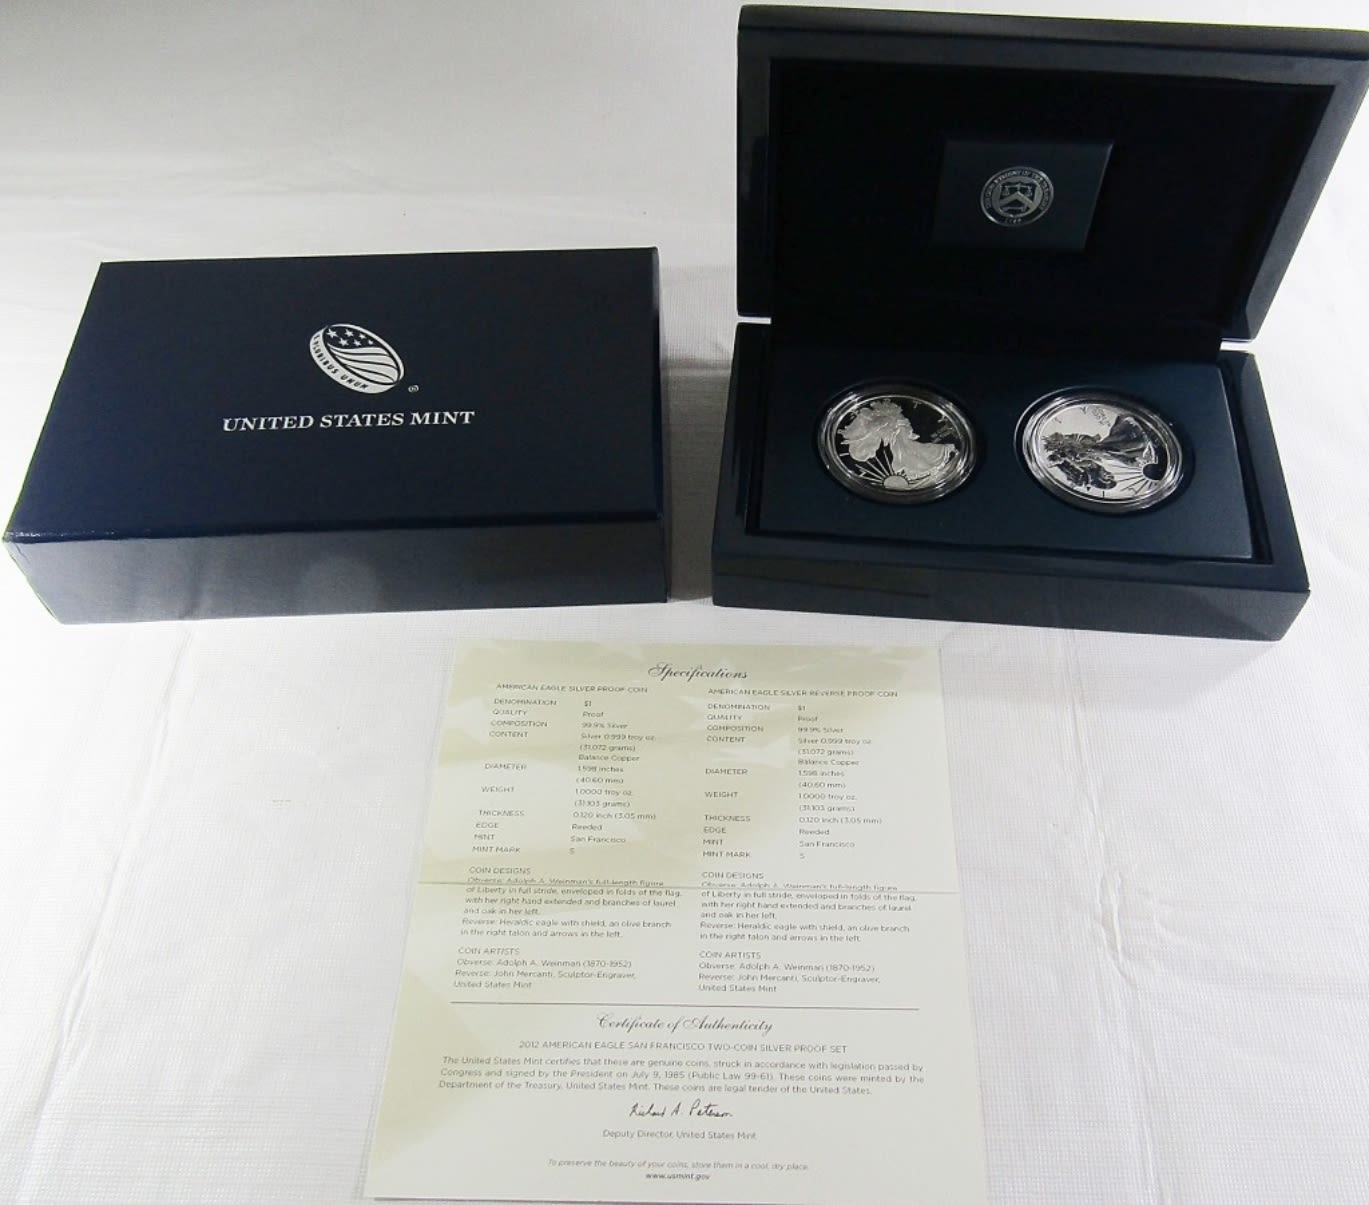 E PLURIBUS UNUM
UNITED STATES MINT
Specifications
AMERICAN EAGLE SILVER PROOF COIN
DENOMINATION $1
QUALITY Proof
COMPOSITION 99.9% Silver
CONTENT Silver 0.999 troy oz.
(31.072 grams)
Balance Copper
DIAMETER 1.598 inches
(40.60 mm)
WEIGHT 1.0000 troy oz.
(31.103 grams)
THICKNESS 0.120 inch (3.05 mm)
EDGE Reeded
MINT San Francisco
MINT MARK S
COIN DESIGNS
Obverse: Adolph A. Weinman's full-length figure
of Liberty in full stride, enveloped in folds of the flag,
with her right hand extended and branches of laurel
and oak in her left.
Reverse: Heraldic eagle with shield, an olive branch
in the right talon and arrows in the left.
COIN ARTISTS
Obverse: Adolph A. Weinman (1870-1952)
Reverse: John Mercanti, Sculptor-Engraver,
United States Mint
AMERICAN EAGLE SILVER REVERSE PROOF COIN
DENOMINATION $1
QUALITY Proof
COMPOSITION 99.9% Silver
CONTENT Silver 0.999 troy oz.
(31.072 grams)
Balance Copper
DIAMETER 1.598 inches
(40.60 mm)
WEIGHT 1.0000 troy oz.
(31.103 grams)
THICKNESS 0.120 inch (3.05 mm)
EDGE Reeded
MINT San Francisco
MINT MARK S
COIN DESIGNS
Obverse: Adolph A. Weinman's full-length figure
of Liberty in full stride, enveloped in folds of the flag,
with her right hand extended and branches of laurel
and oak in her left.
Reverse: Heraldic eagle with shield, an olive branch
in the right talon and arrows in the left.
COIN ARTISTS
Obverse: Adolph A. Weinman (1870-1952)
Reverse: John Mercanti, Sculptor-Engraver,
United States Mint
Certificate of Authenticity
2012 AMERICAN EAGLE SAN FRANCISCO TWO-COIN SILVER PROOF SET
The United States Mint certifies that these are genuine coins, struck in accordance with legislation passed by
Congress and signed by the President on July 9, 1985 (Public Law 99-61). These coins were minted by the
Department of the Treasury, United States Mint. These coins are legal tender of the United States.
Richard A. Peterson
Deputy Director, United States Mint
To preserve the beauty of your coins, store them in a cool, dry place.
www.usmint.gov